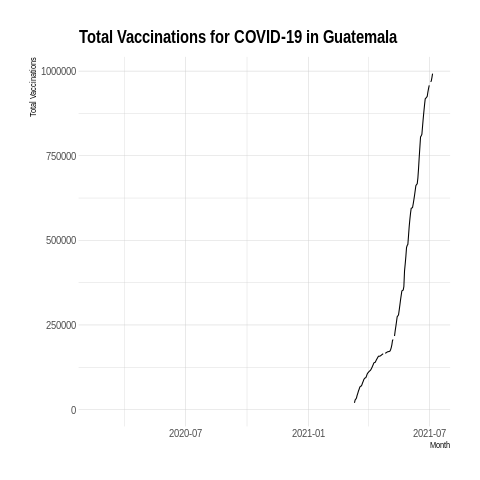 Total Vaccinations for COVID-19 in Guatemala
Total Vaccinations
1000000
750000
500000
250000
0
2020-07 2021-01 2021-07
Month